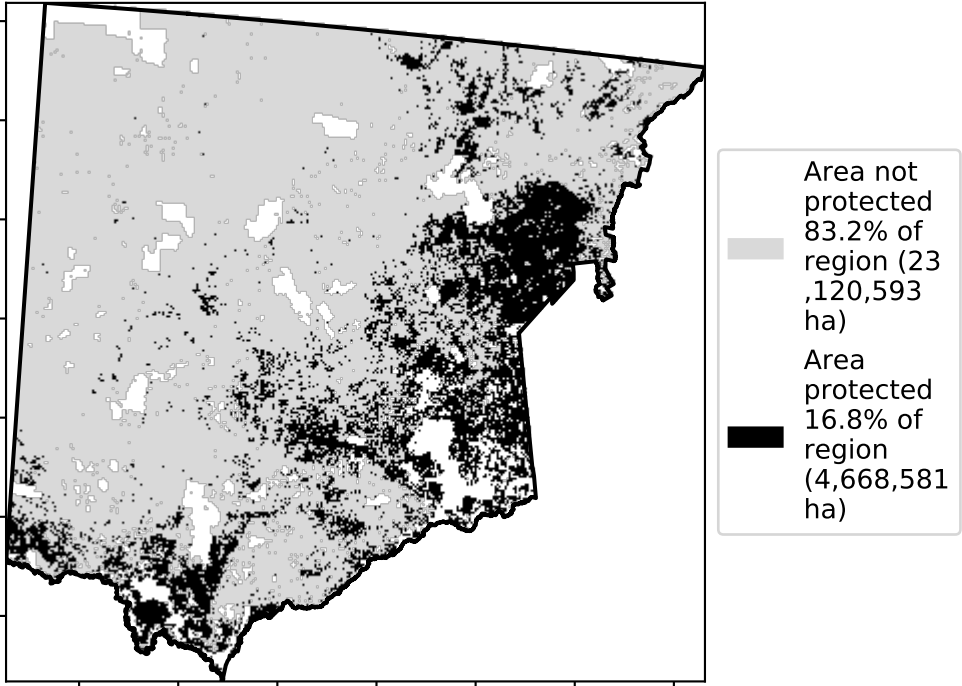 Area not
protected
83.2% of
region (23
,120,593
ha)
Area
protected
16.8% of
region
(4,668,581
ha)